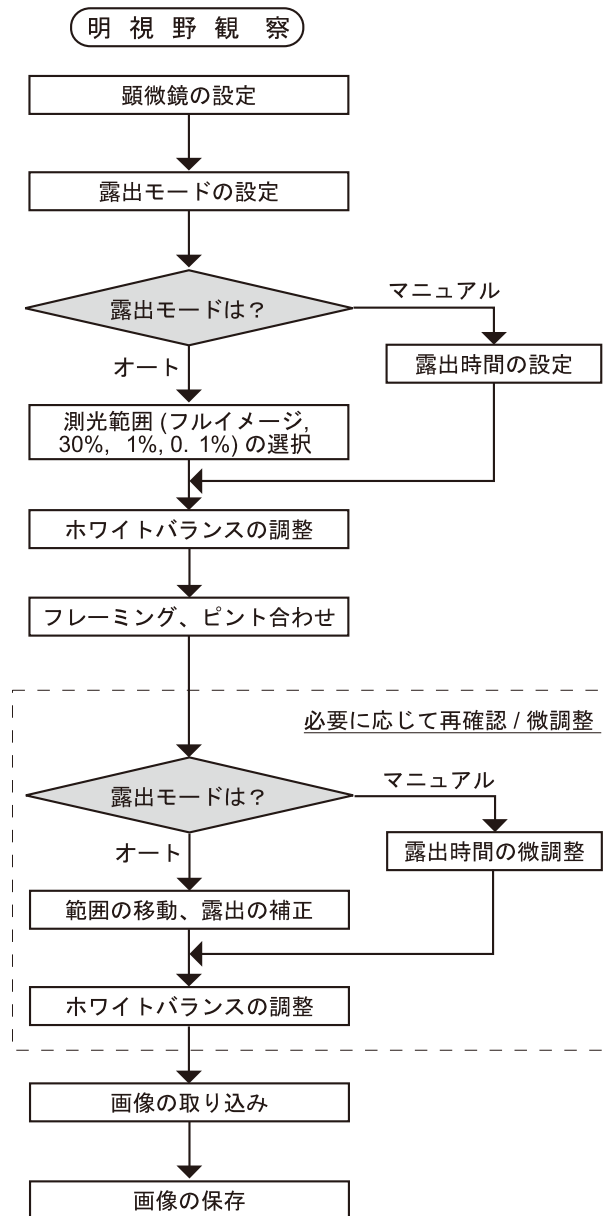 明視野観察
顕微鏡の設定
露出モードの設定
露出モードは？
マニュアル
露出時間の設定
オート
測光範囲 (フルイメージ,
30%, 1%, 0. 1%) の選択
ホワイトバランスの調整
フレーミング、ピント合わせ
必要に応じて再確認 / 微調整
露出モードは？
マニュアル
露出時間の微調整
オート
範囲の移動、露出の補正
ホワイトバランスの調整
画像の取り込み
画像の保存